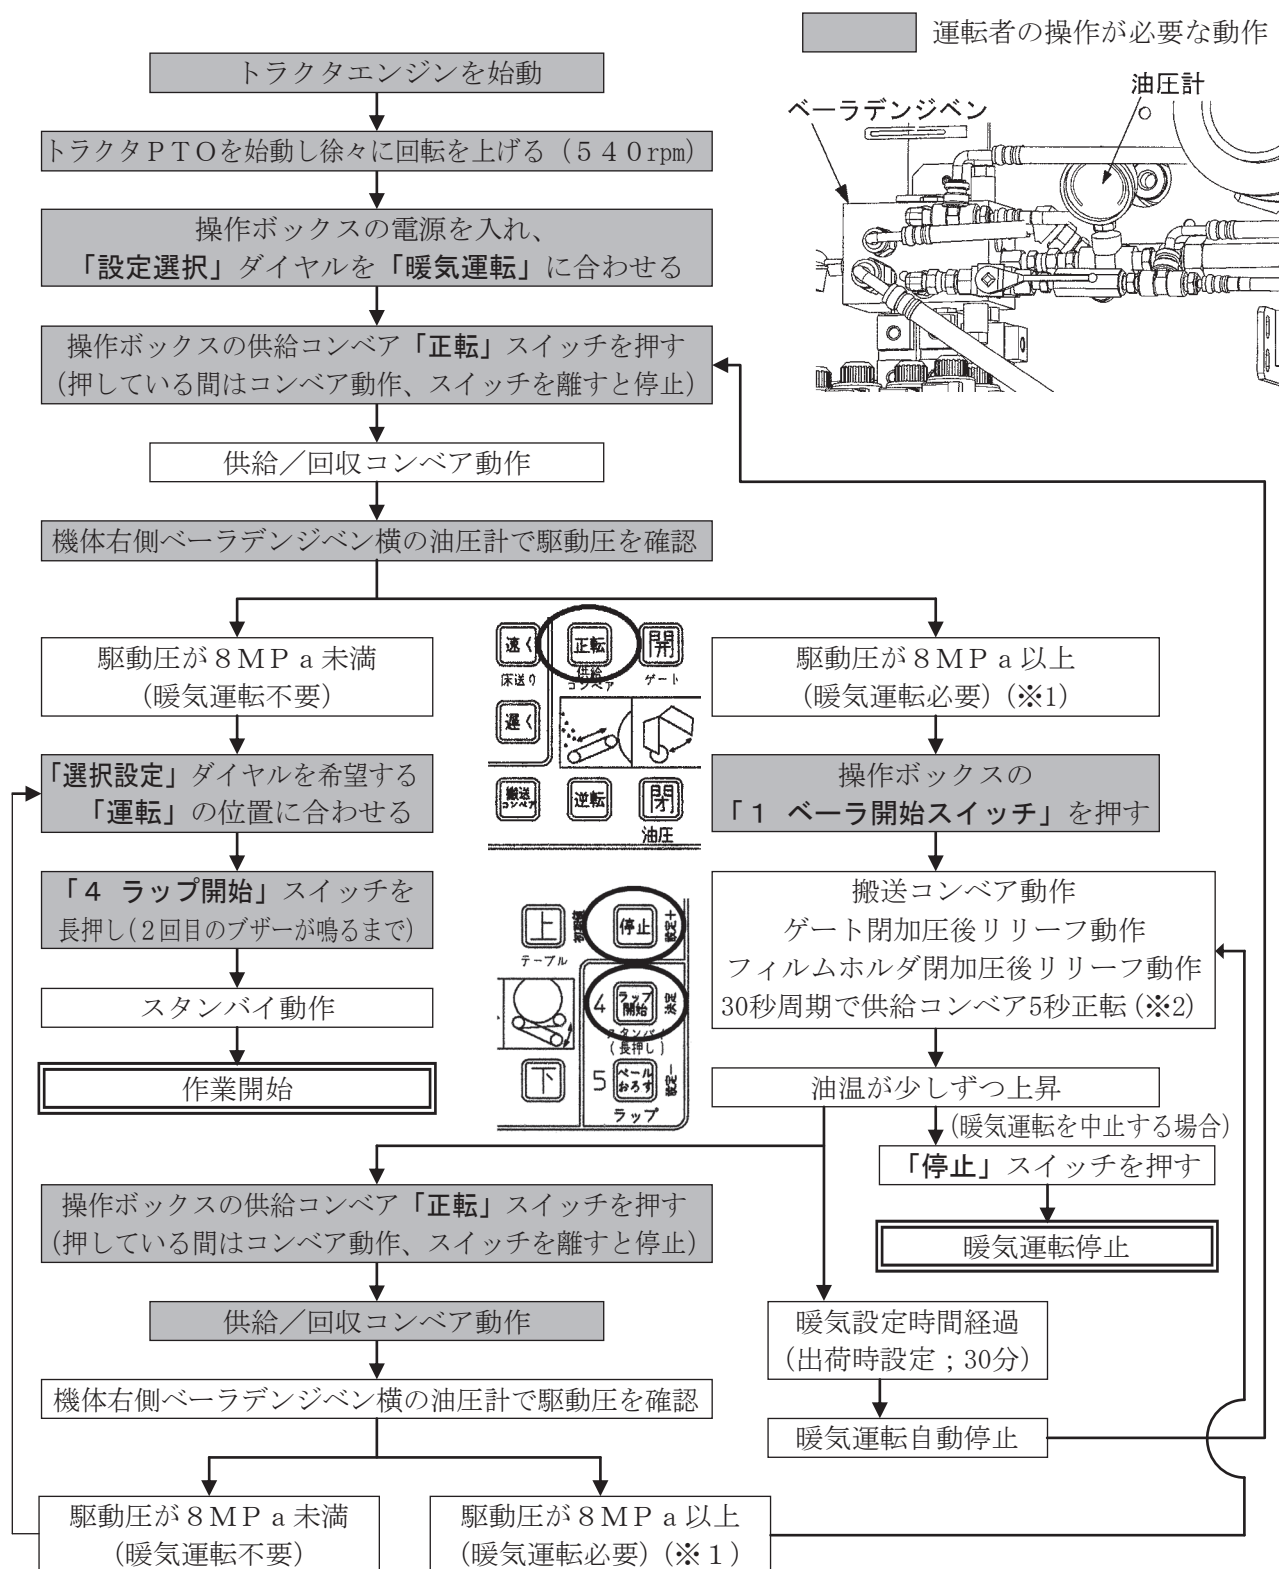 運転者の操作が必要な動作
トラクタエンジンを始動
油圧計
ベーラデンジベン
トラクタPTOを始動し徐々に回転を上げる(540rpm)
操作ボックスの電源を入れ、
「設定選択」ダイヤルを「暖気運転」に合わせる
操作ボックスの供給コンベア「正転」スイッチを押す
(押している間はコンベア動作、スイッチを離すと停止)
供給/回収コンベア動作
機体右側ベーラデンジベン横の油圧計で駆動圧を確認
駆動圧が8MPa未満
(暖気運転不要)
「選択設定」ダイヤルを希望する
「運転」の位置に合わせる
「4 ラップ開始」スイッチを
長押し(2回目のブザーが鳴るまで)
スタンバイ動作
作業開始
速く
正転
開
床送り
供給
コンベア
ゲート
遅く
搬送
コンベア
逆転
閉
油圧
上
停止
設定+
テーブル
4
ラップ
開始
決定
スタンバイ
(長押し)
下
5
ベール
おろす
設定-
ラップ
駆動圧が8MPa以上
(暖気運転必要)(※1)
操作ボックスの
「1 ベーラ開始スイッチ」を押す
搬送コンベア動作
ゲート閉加圧後リリーフ動作
フィルムホルダ閉加圧後リリーフ動作
30秒周期で供給コンベア5秒正転(※2)
油温が少しずつ上昇
(暖気運転を中止する場合)
「停止」スイッチを押す
暖気運転停止
操作ボックスの供給コンベア「正転」スイッチを押す
(押している間はコンベア動作、スイッチを離すと停止)
供給/回収コンベア動作
機体右側ベーラデンジベン横の油圧計で駆動圧を確認
暖気設定時間経過
(出荷時設定;30分)
暖気運転自動停止
駆動圧が8MPa未満
(暖気運転不要)
駆動圧が8MPa以上
(暖気運転必要)(※1)